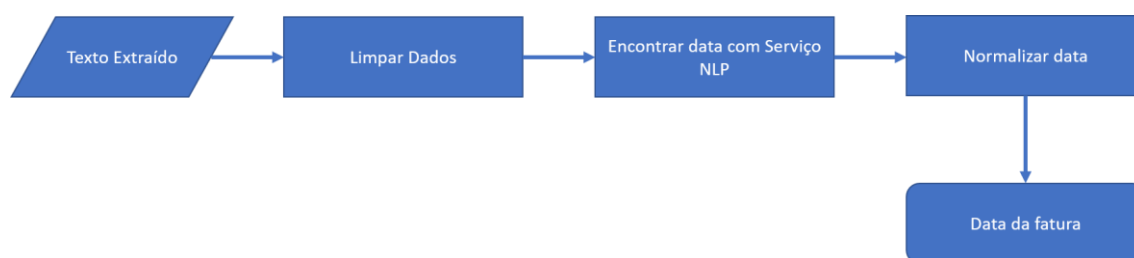 Texto Extraído
Limpar Dados
Encontrar data com Serviço
NLP
Normalizar data
Data da fatura